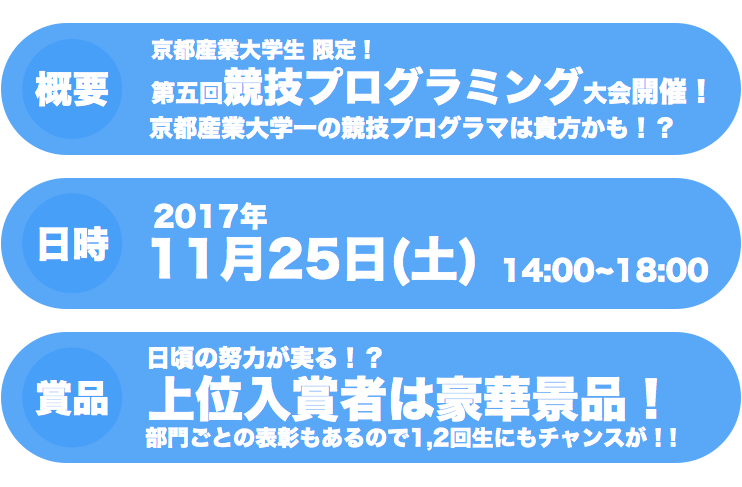 概要
京都産業大学生 限定！
第五回競技プログラミング大会開催！
京都産業大学一の競技プログラマは貴方かも！？
日時
2017年
11月25日(土) 14:00~18:00
賞品
日頃の努力が実る！？
上位入賞者は豪華景品！
部門ごとの表彰もあるので1,2回生にもチャンスが！！